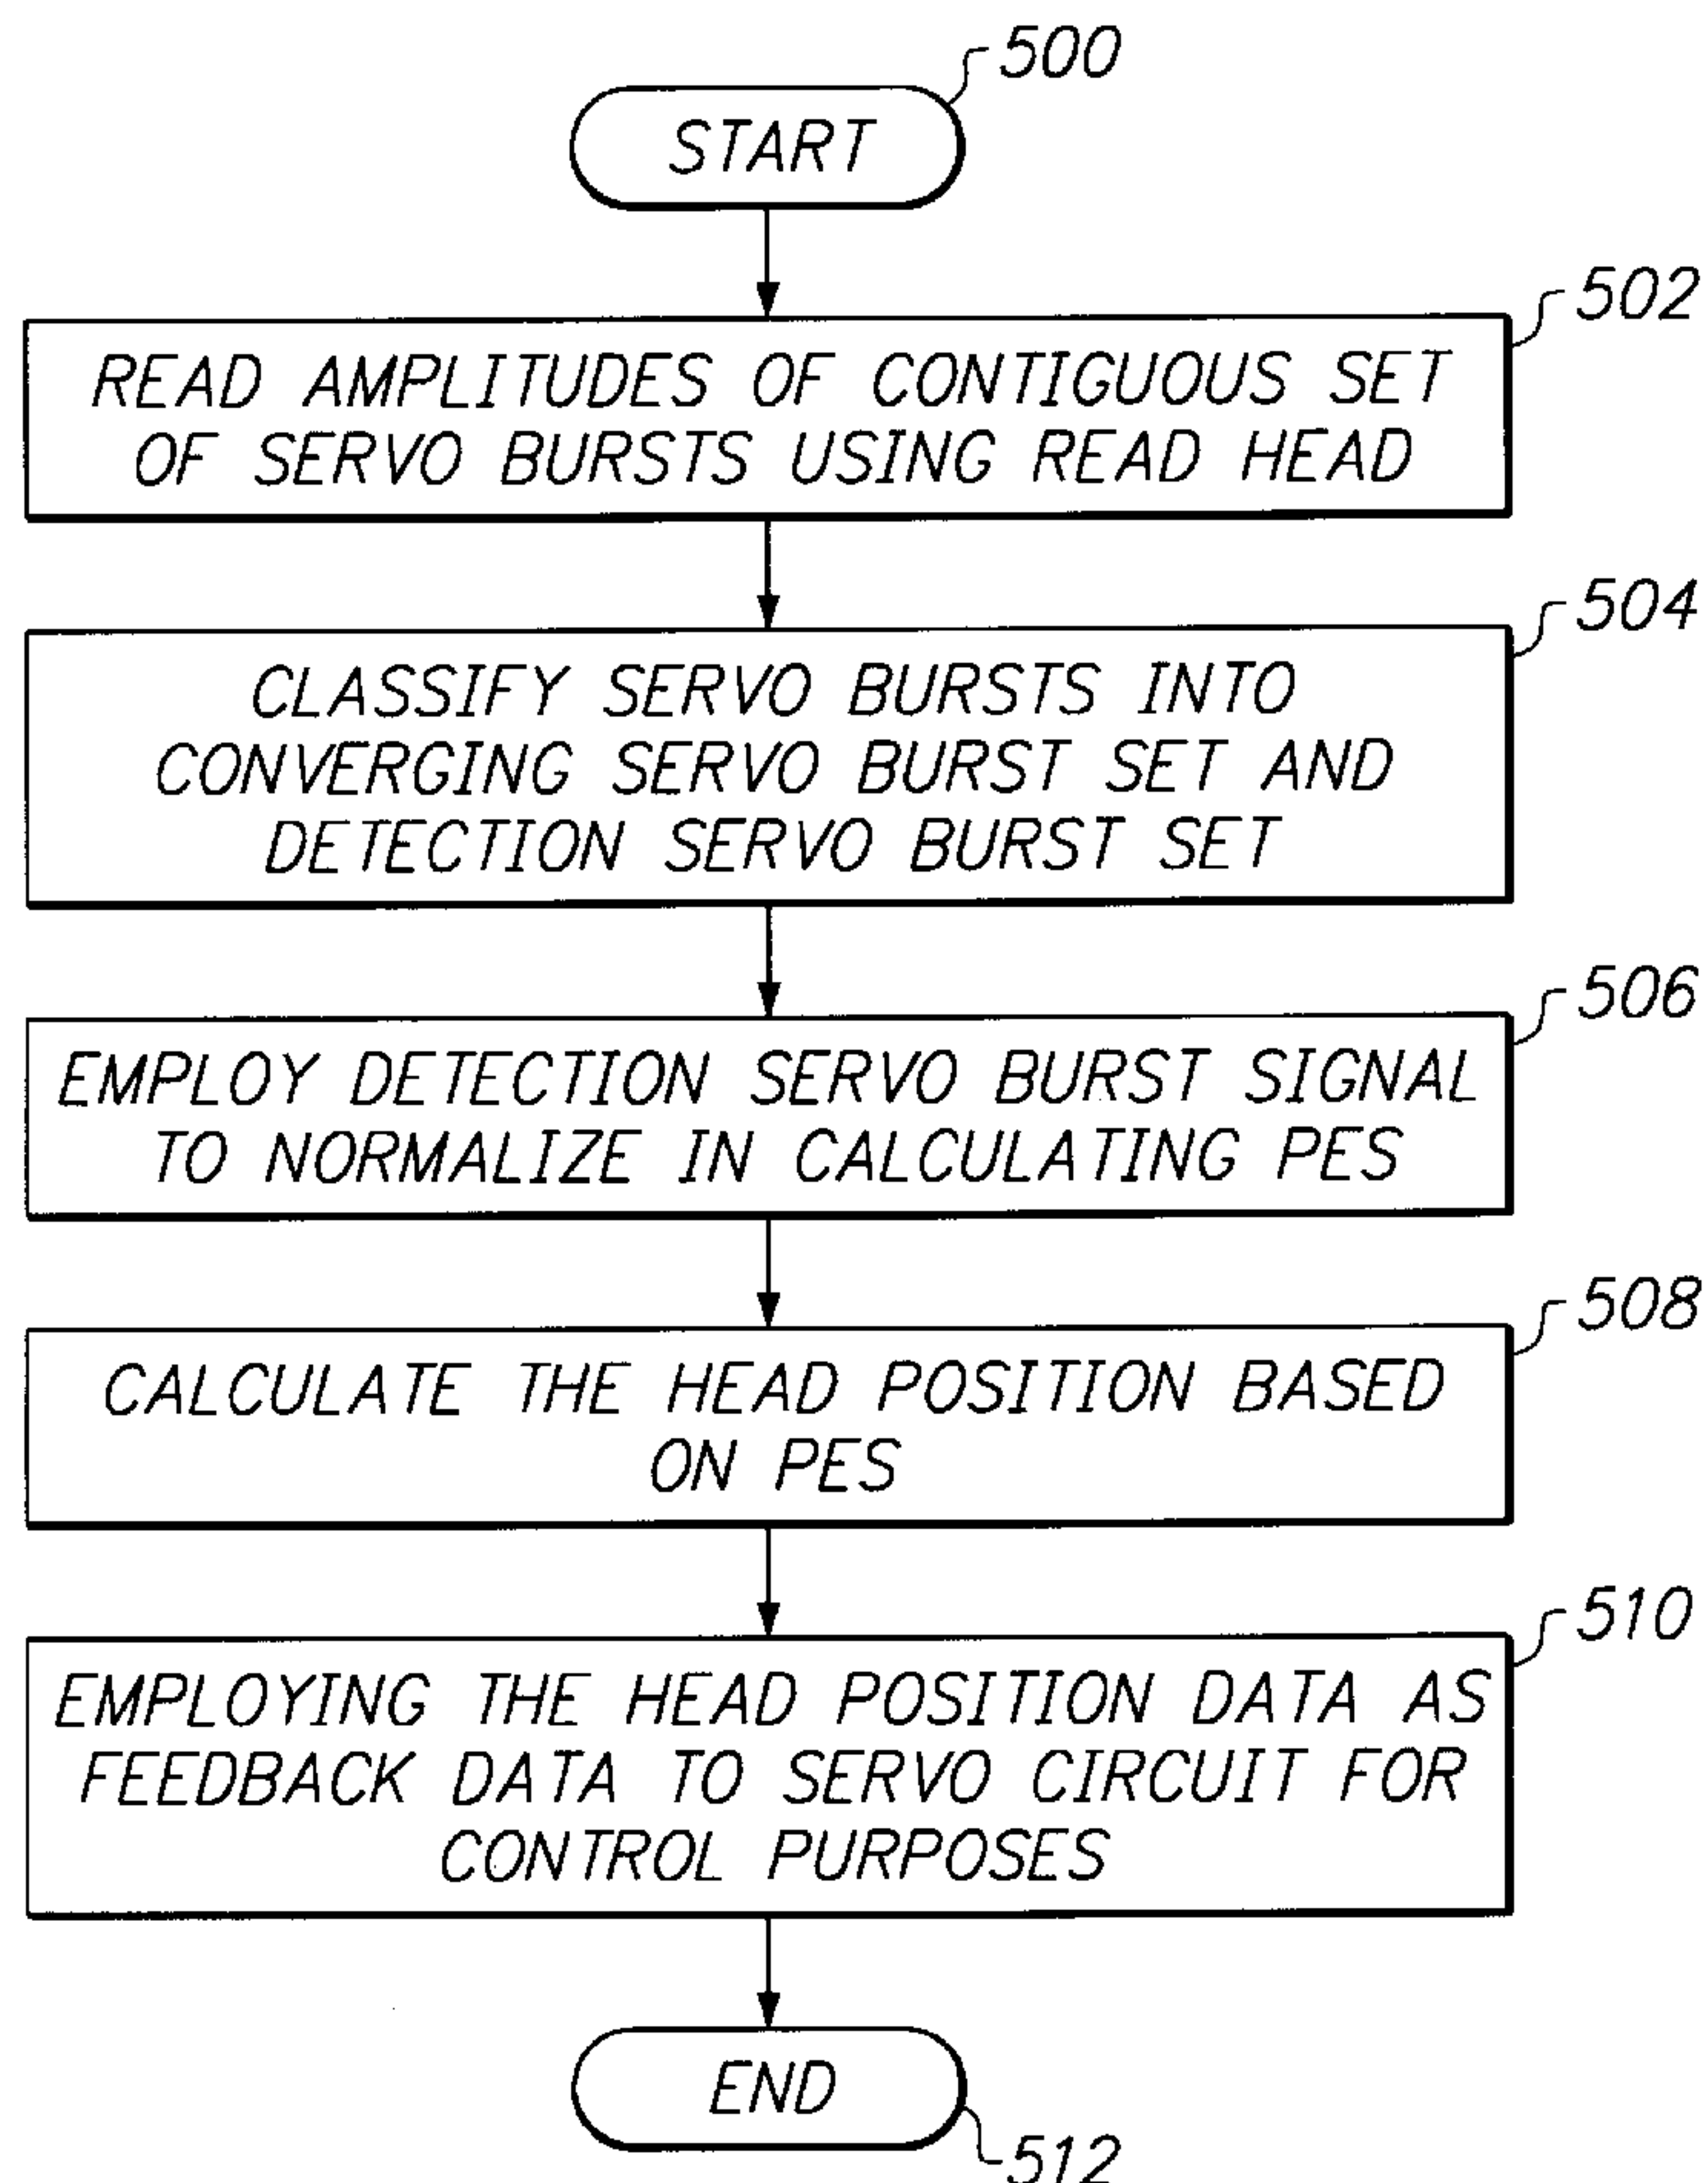 500
START
502
READ AMPLITUDES OF CONTIGUOUS SET
OF SERVO BURSTS USING READ HEAD
504
CLASSIFY SERVO BURSTS INTO
CONVERGING SERVO BURST SET AND
DETECTION SERVO BURST SET
506
EMPLOY DETECTION SERVO BURST SIGNAL
TO NORMALIZE IN CALCULATING PES
508
CALCULATE THE HEAD POSITION BASED
ON PES
510
EMPLOYING THE HEAD POSITION DATA AS
FEEDBACK DATA TO SERVO CIRCUIT FOR
CONTROL PURPOSES
END
512